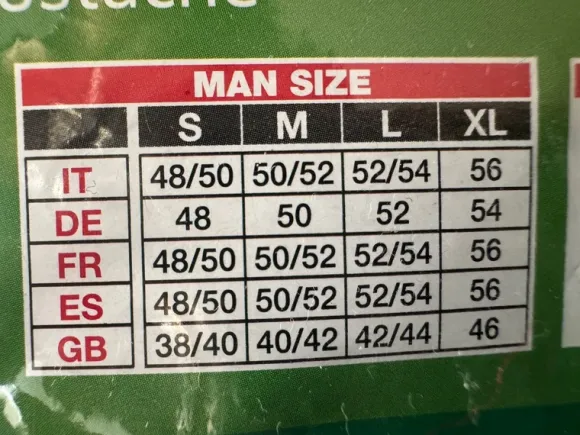 MAN SIZE
S M L XL
IT 48/50 50/52 52/54 56
DE 48 50 52 54
FR 48/50 50/52 52/54 56
ES 48/50 50/52 52/54 56
GB 38/40 40/42 42/44 46